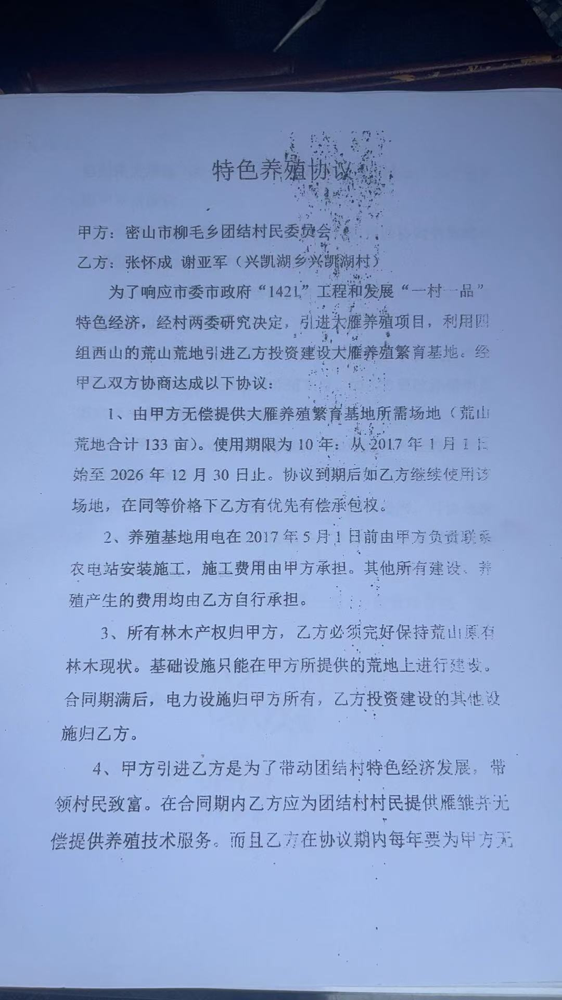 特色养殖协议
甲方：密山市柳毛乡团结村民委员会
乙方：张怀成 谢亚军（兴凯湖乡兴凯湖村）
为了响应市委市政府“1421”工程和发展“一村一品”
特色经济，经村两委研究决定，引进大雁养殖项目，利用四
组西山的荒山荒地引进乙方投资建设大雁养殖繁育基地。经
甲乙双方协商达成以下协议：
1、由甲方无偿提供大雁养殖繁育基地所需场地（荒山
荒地合计 133 亩）。使用期限为 10 年：从 2017 年 1 月 1 日
始至 2026 年 12 月 30 日止。协议到期后如乙方继续使用该
场地，在同等价格下乙方有优先有偿承包权。
2、养殖基地用电在 2017 年 5 月 1 日前由甲方负责联系
农电站安装施工，施工费用由甲方承担。其他所有建设、养
殖产生的费用均由乙方自行承担。
3、所有林木产权归甲方，乙方必须完好保持荒山原有
林木现状。基础设施只能在甲方所提供的荒地上进行建设。
合同期满后，电力设施归甲方所有，乙方投资建设的其他设
施归乙方。
4、甲方引进乙方是为了带动团结村特色经济发展，带
领村民致富。在合同期内乙方应为团结村村民提供雁雏并无
偿提供养殖技术服务。而且乙方在协议期内每年要为甲方无